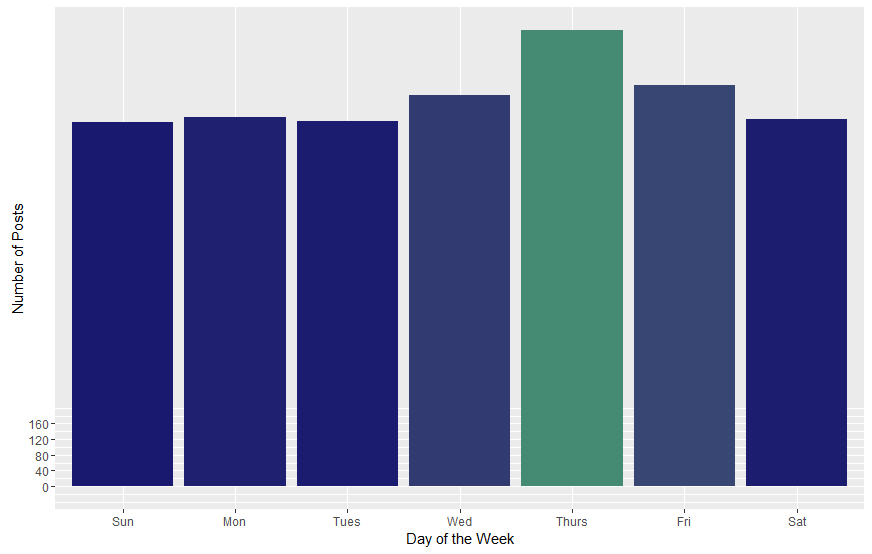 Number of Posts
160
120
80
40
0
Sun Mon Tues Wed Thurs Fri Sat
Day of the Week